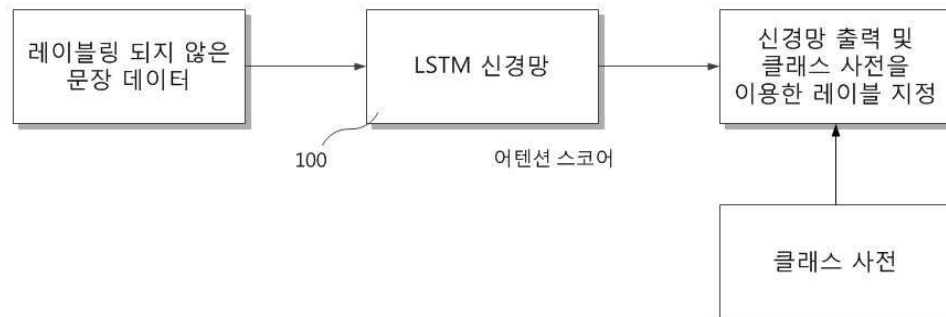 레이블링 되지 않은
문장 데이터
LSTM 신경망
신경망 출력 및
클래스 사전을
이용한 레이블 지정
100
어텐션 스코어
클래스 사전